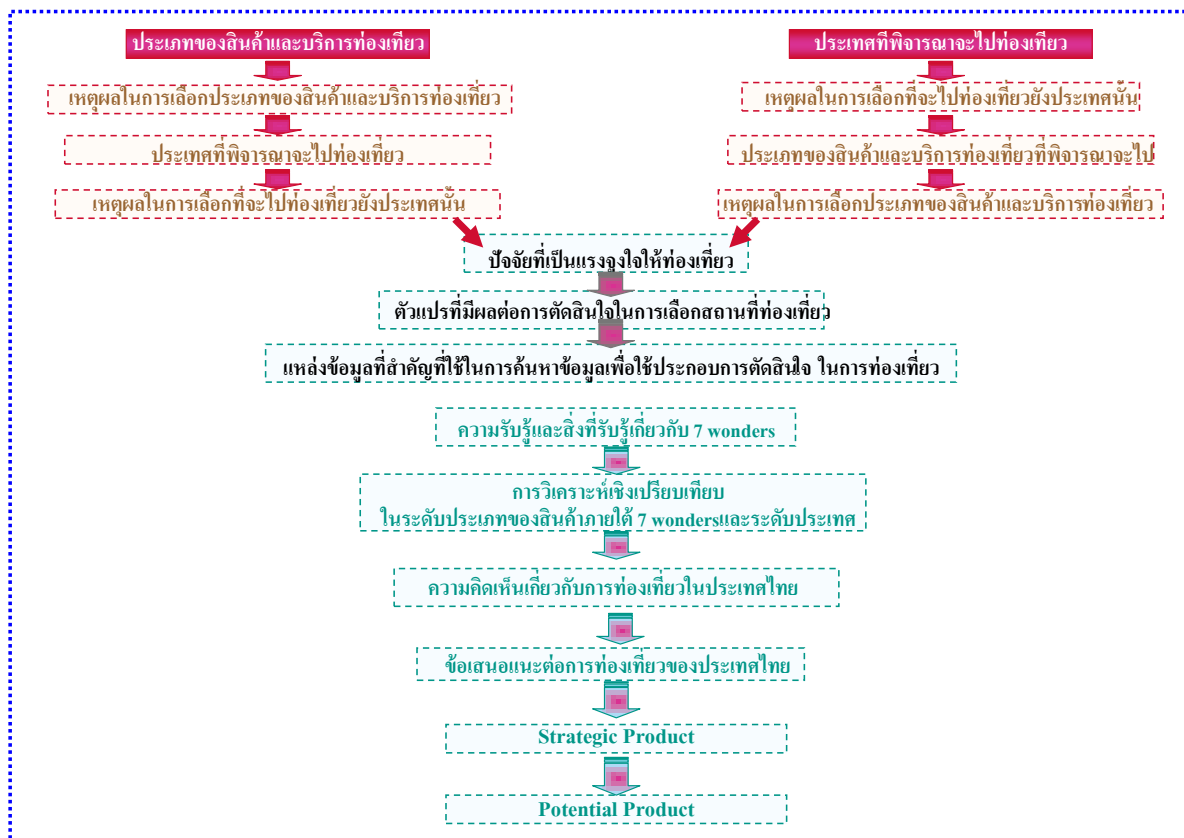 ประเภทของสินค้าและบริการท่องเที่ยว
ประเทศที่พิจารณาจะไปท่องเที่ยว
เหตุผลในการเลือกประเภทของสินค้าและบริการท่องเที่ยว
เหตุผลในการเลือกที่จะไปท่องเที่ยวยังประเทศนั้น
ประเทศที่พิจารณาจะไปท่องเที่ยว
ประเภทของสินค้าและบริการท่องเที่ยวที่พิจารณาจะไป
เหตุผลในการเลือกที่จะไปท่องเที่ยวยังประเทศนั้น
เหตุผลในการเลือกประเภทของสินค้าและบริการท่องเที่ยว
ปัจจัยที่เป็นแรงจูงใจให้ท่องเที่ยว
ตัวแปรที่มีผลต่อการตัดสินใจในการเลือกสถานที่ท่องเที่ยว
แหล่งข้อมูลที่สำคัญที่ใช้ในการค้นหาข้อมูลเพื่อใช้ประกอบการตัดสินใจ ในการท่องเที่ยว
ความรับรู้และสิ่งที่รับรู้เกี่ยวกับ 7 wonders
การวิเคราะห์เชิงเปรียบเทียบ
ในระดับประเภทของสินค้าภายใต้ 7 wondersและระดับประเทศ
ความคิดเห็นเกี่ยวกับการท่องเที่ยวในประเทศไทย
ข้อเสนอแนะต่อการท่องเที่ยวของประเทศไทย
Strategic Product
Potential Product